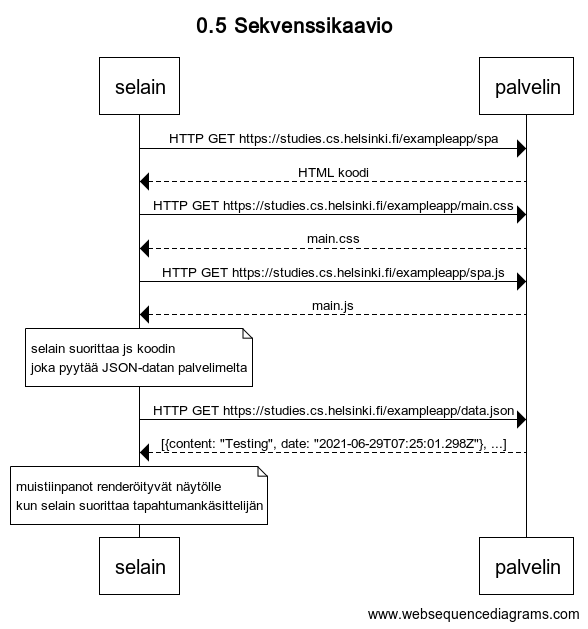 0.5 Sekvenssikaavio
selain
palvelin
HTTP GET https://studies.cs.helsinki.fi/exampleapp/spa
HTML koodi
HTTP GET https://studies.cs.helsinki.fi/exampleapp/main.css
main.css
HTTP GET https://studies.cs.helsinki.fi/exampleapp/spa.js
main.js
selain suorittaa js koodin
joka pyytää JSON-datan palvelimelta
HTTP GET https://studies.cs.helsinki.fi/exampleapp/data.json
[{content: "Testing", date: "2021-06-29T07:25:01.298Z"}, ...]
muistiinpanot renderöityvät näytölle
kun selain suorittaa tapahtumankäsittelijän
selain
palvelin
www.websequencediagrams.com